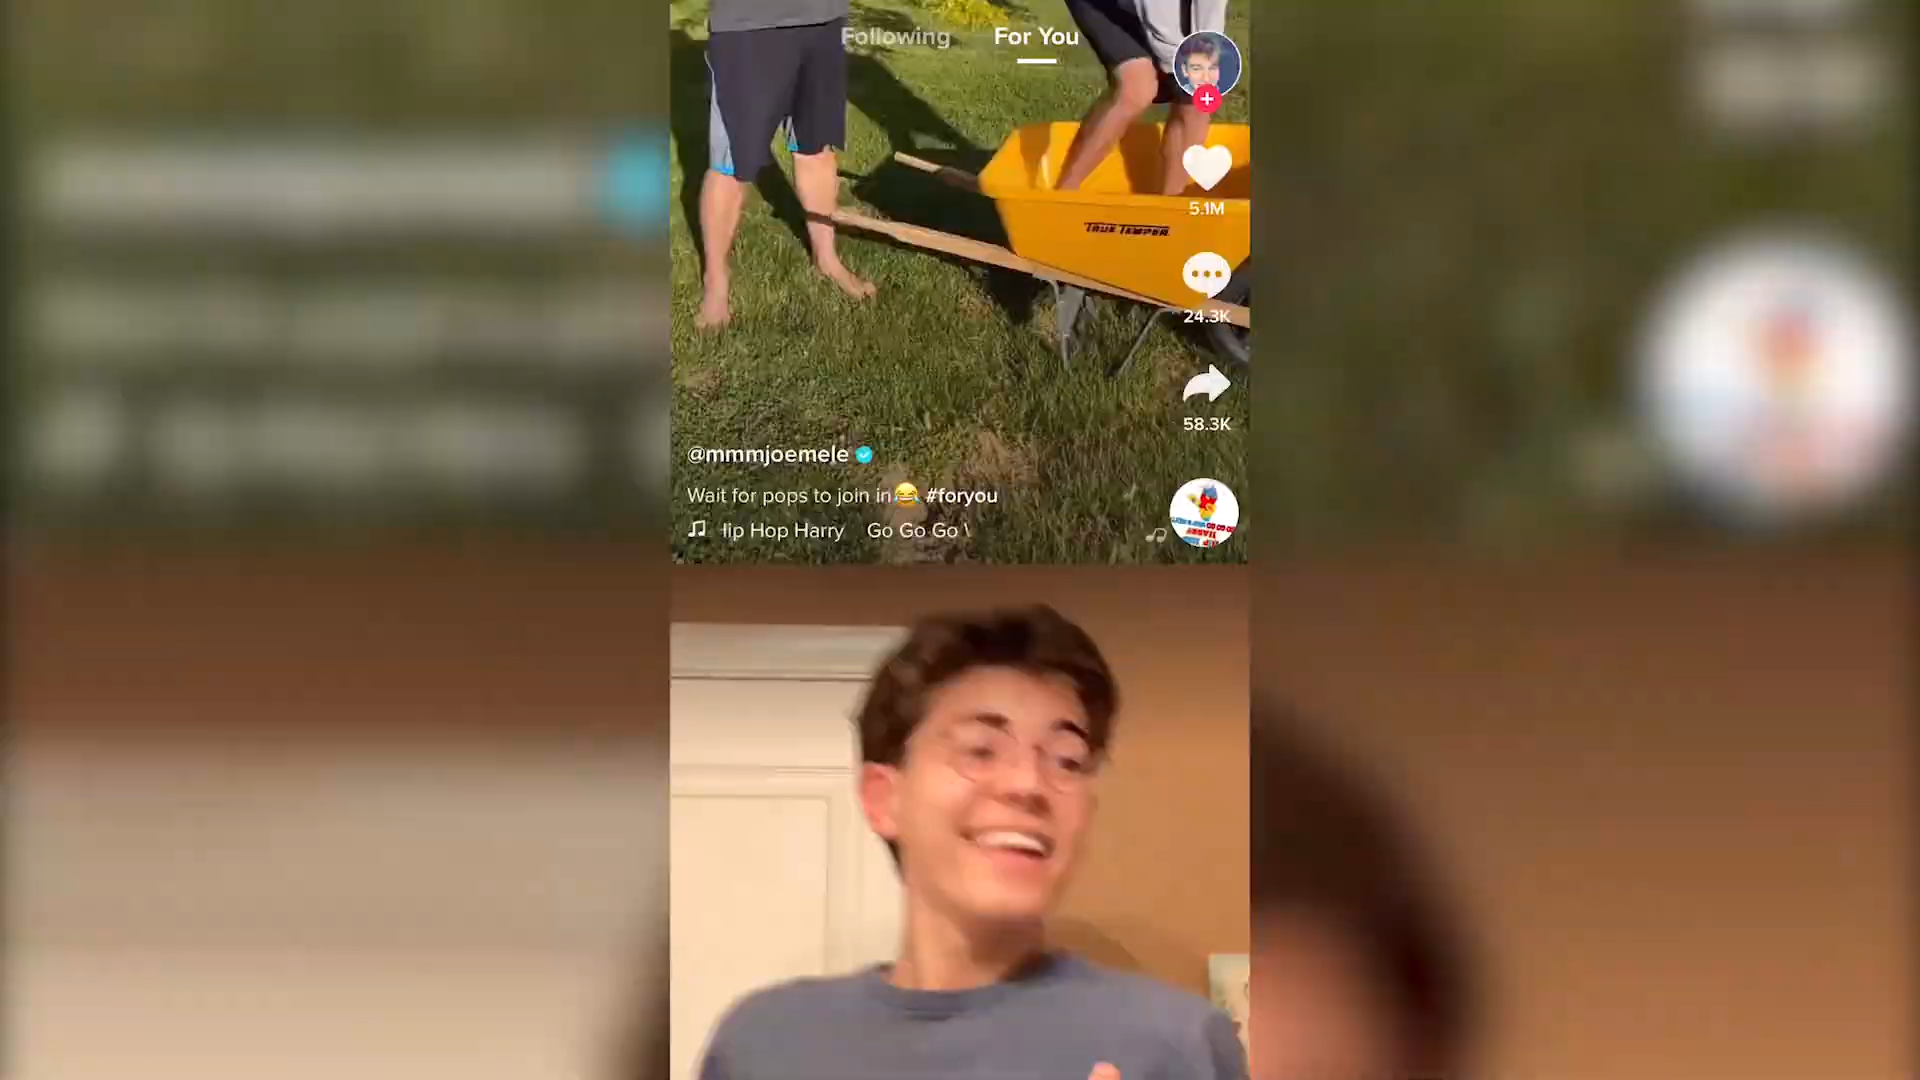 Following For You
TRUE TEMPER
5.1M
24.3K
58.3K
@mmmjoemele
Wait for pops to join in😂 #foryou
Hip Hop Harry Go Go Go \